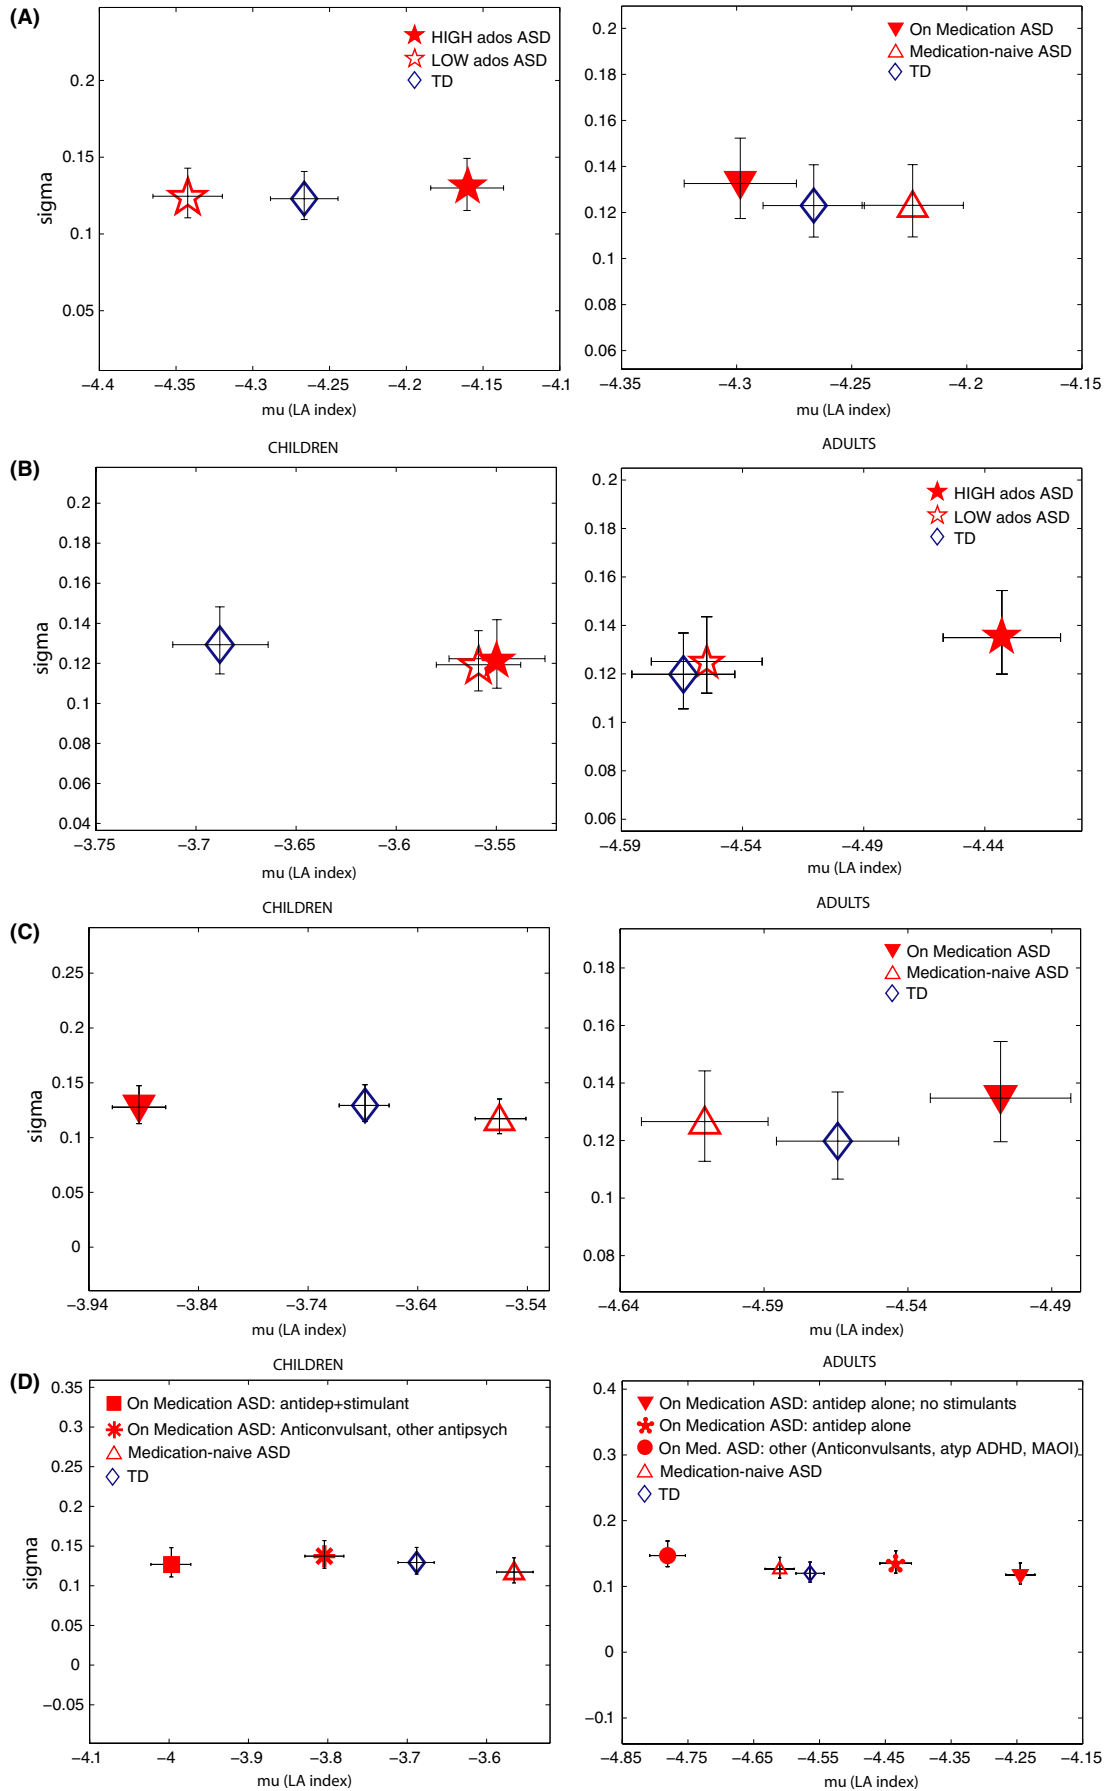 (A)
HIGH ados ASD
LOW ados ASD
TD
0.2
0.15
0.1
0.05
sigma
−4.4 −4.35 −4.3 −4.25 −4.2 −4.15 −4.1
mu (LA index)
On Medication ASD
Medication-naive ASD
TD
0.2
0.18
0.16
0.14
0.12
0.1
0.08
0.06
−4.35 −4.3 −4.25 −4.2 −4.15
mu (LA index)
(B)
CHILDREN
0.2
0.18
0.16
0.14
0.12
0.1
0.08
0.06
0.04
sigma
−3.75 −3.7 −3.65 −3.6 −3.55
mu (LA index)
ADULTS
HIGH ados ASD
LOW ados ASD
TD
0.2
0.18
0.16
0.14
0.12
0.1
0.08
0.06
−4.59 −4.54 −4.49 −4.44
mu (LA index)
(C)
CHILDREN
0.25
0.2
0.15
0.1
0.05
0
sigma
−3.94 −3.84 −3.74 −3.64 −3.54
mu (LA index)
ADULTS
On Medication ASD
Medication-naive ASD
TD
0.18
0.16
0.14
0.12
0.1
0.08
−4.64 −4.59 −4.54 −4.49
mu (LA index)
(D)
CHILDREN
On Medication ASD: antidep+stimulant
On Medication ASD: Anticonvulsant, other antipsych
Medication-naive ASD
TD
0.35
0.3
0.25
0.2
0.15
0.1
0.05
0
−0.05
sigma
−4.1 −4 −3.9 −3.8 −3.7 −3.6
mu (LA index)
ADULTS
On Medication ASD: antidep alone; no stimulants
On Medication ASD: antidep alone
On Med. ASD: other (Anticonvulsants, atyp ADHD, MAOI)
Medication-naive ASD
TD
0.4
0.3
0.2
0.1
0
−0.1
−4.85 −4.75 −4.65 −4.55 −4.45 −4.35 −4.25 −4.15
mu (LA index)